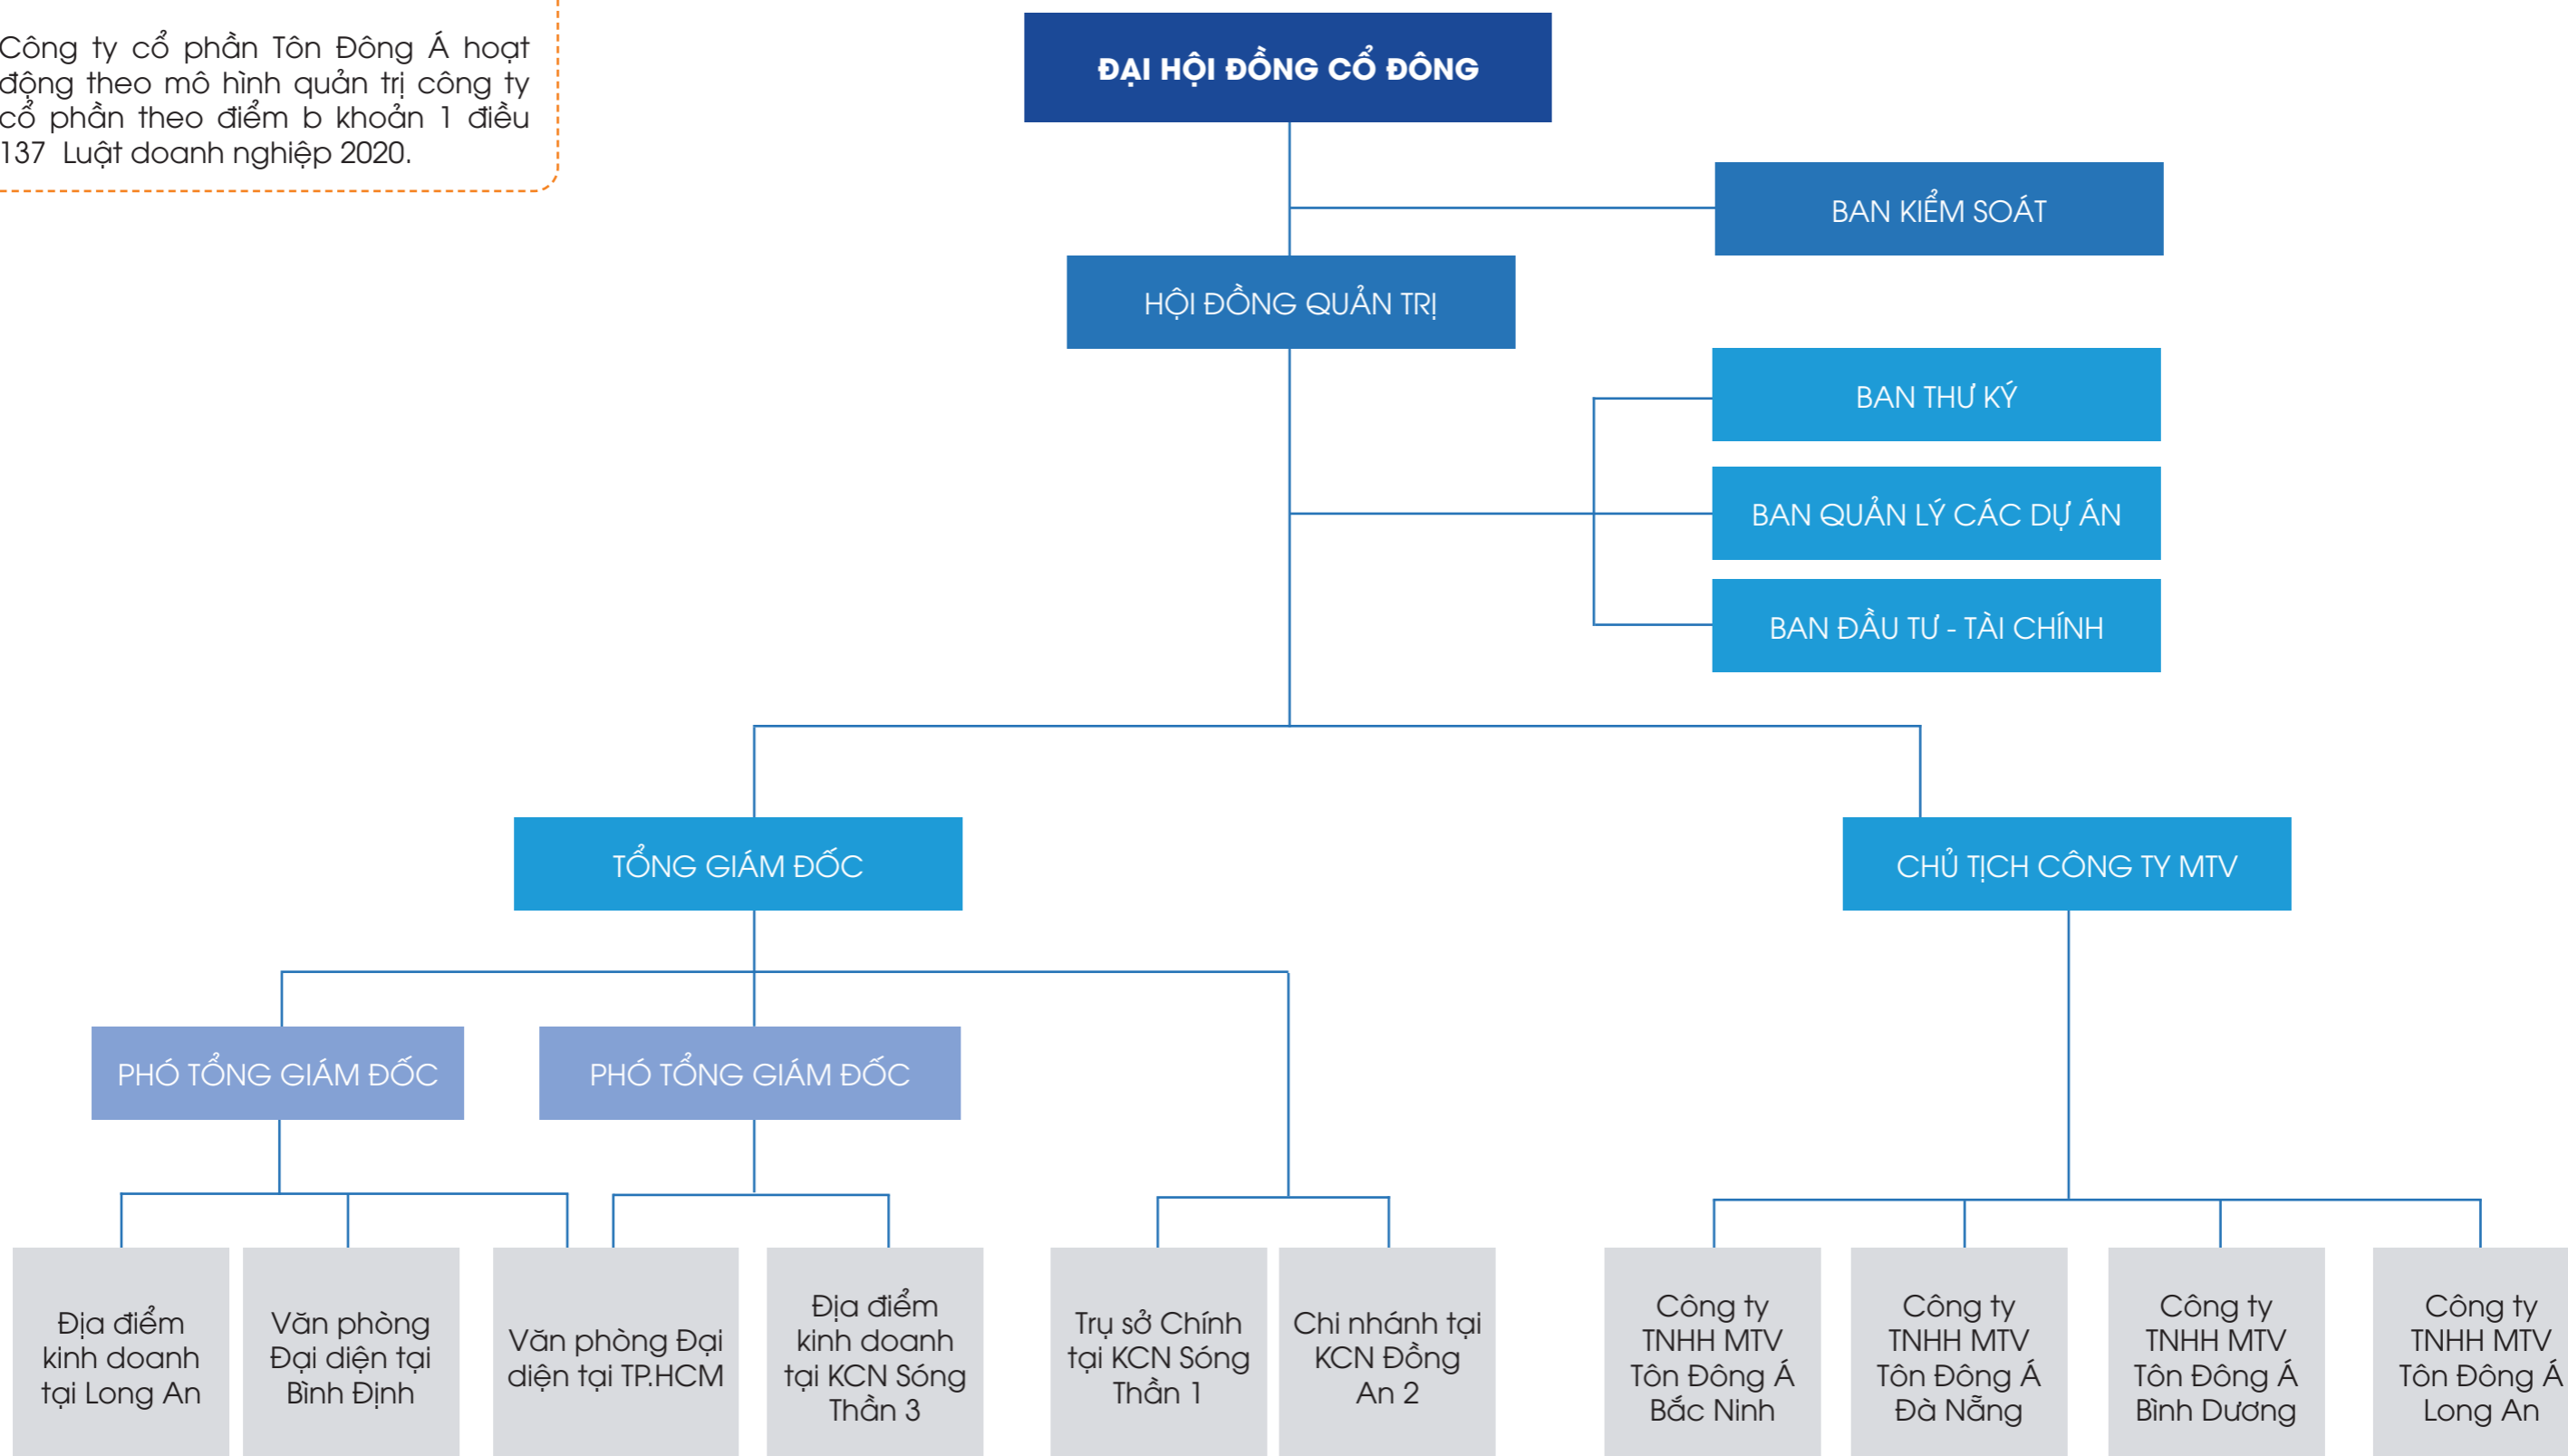 Công ty cổ phần Tôn Đông Á hoạt
động theo mô hình quản trị công ty
cổ phần theo điểm b khoản 1 điều
137 Luật doanh nghiệp 2020.
ĐẠI HỘI ĐỒNG CỔ ĐÔNG
BAN KIỂM SOÁT
HỘI ĐỒNG QUẢN TRỊ
BAN THƯ KÝ
BAN QUẢN LÝ CÁC DỰ ÁN
BAN ĐẦU TƯ - TÀI CHÍNH
TỔNG GIÁM ĐỐC
CHỦ TỊCH CÔNG TY MTV
PHÓ TỔNG GIÁM ĐỐC
PHÓ TỔNG GIÁM ĐỐC
Địa điểm
kinh doanh
tại Long An
Văn phòng
Đại diện tại
Bình Định
Văn phòng Đại
diện tại TP.HCM
Địa điểm
kinh doanh
tại KCN Sóng
Thần 3
Trụ sở Chính
tại KCN Sóng
Thần 1
Chi nhánh tại
KCN Đồng
An 2
Công ty
TNHH MTV
Tôn Đông Á
Bắc Ninh
Công ty
TNHH MTV
Tôn Đông Á
Đà Nẵng
Công ty
TNHH MTV
Tôn Đông Á
Bình Dương
Công ty
TNHH MTV
Tôn Đông Á
Long An